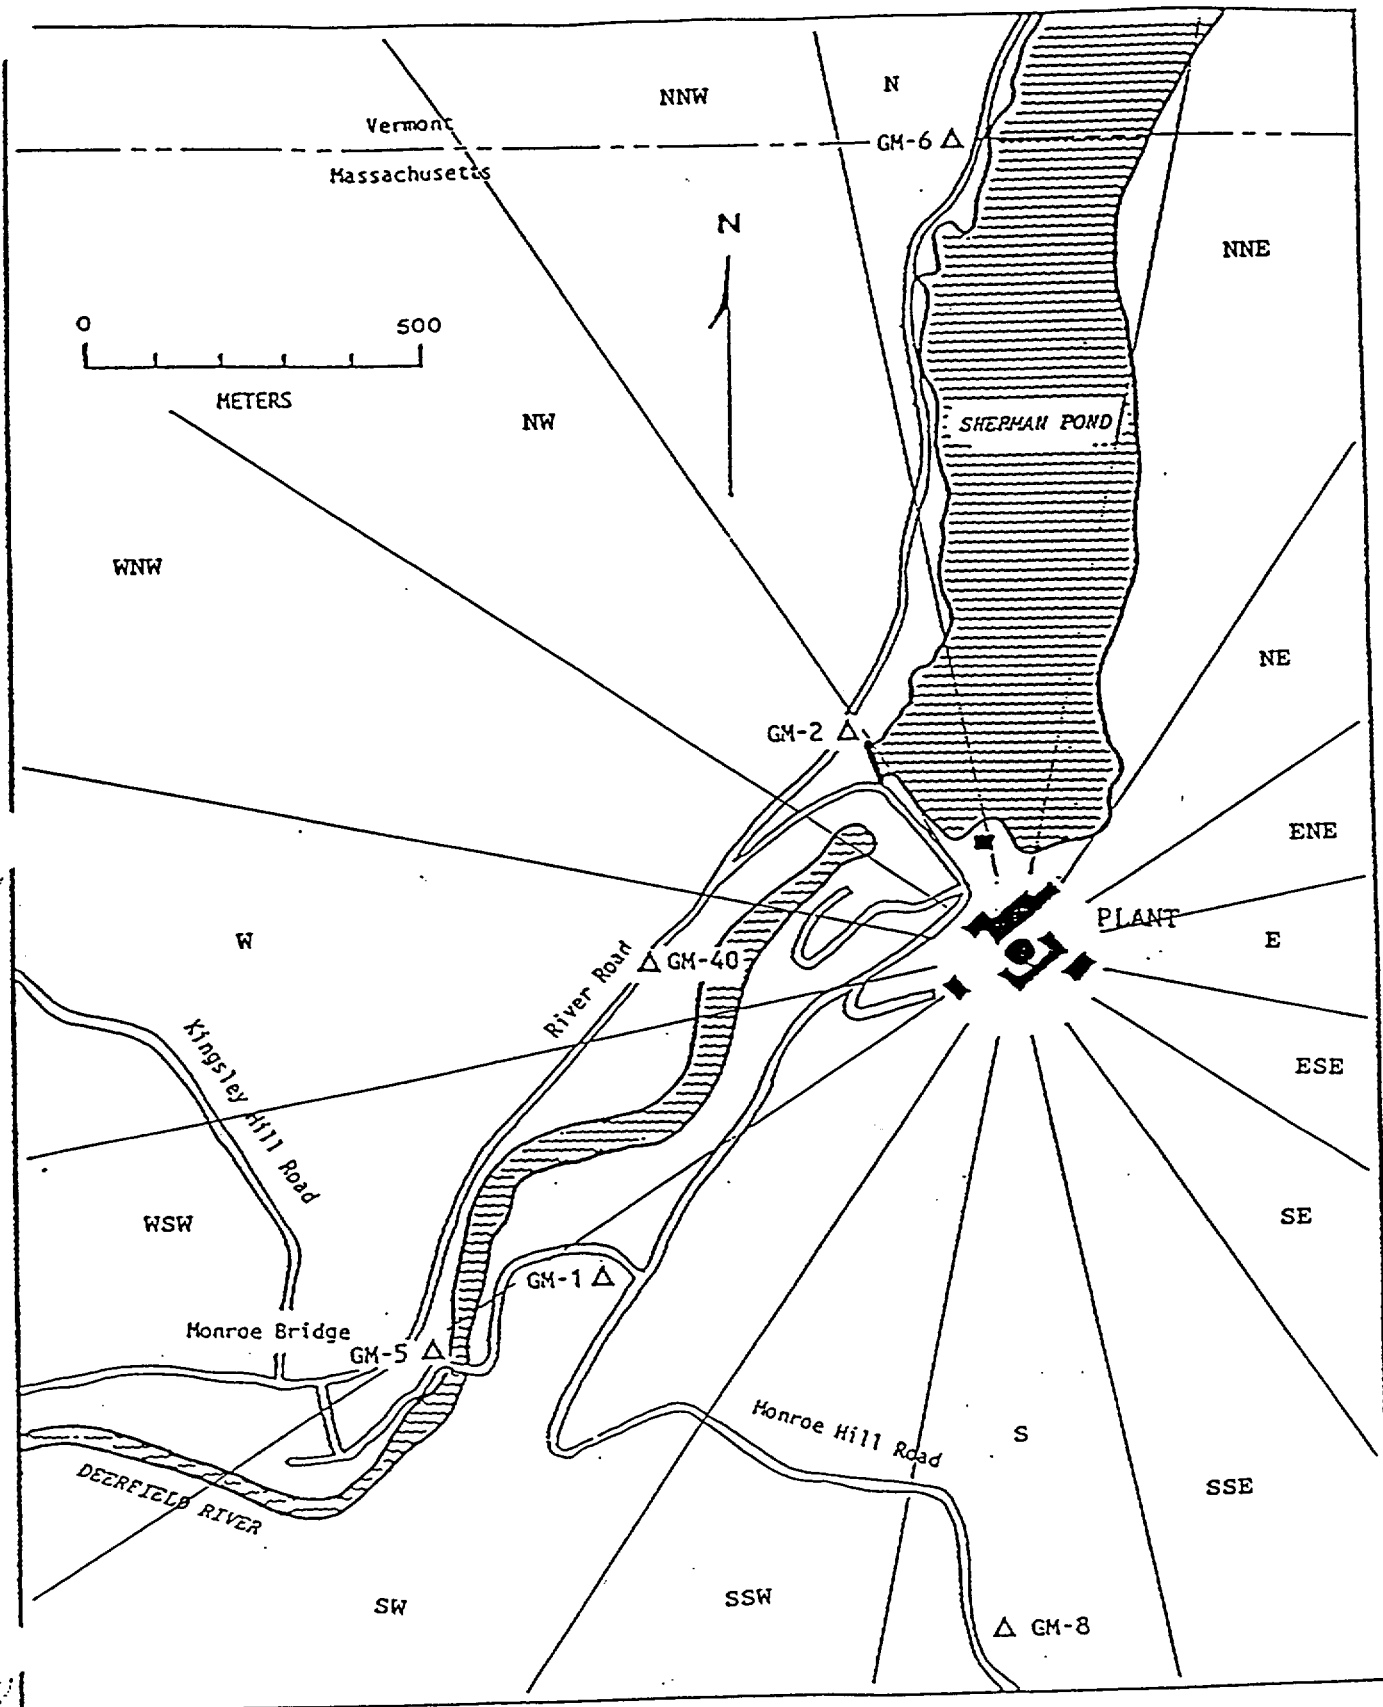 NNW
N
Vermont
GM-6
Massachusetts
N
NNE
0 500
METERS
NW
SHERMAN POND
WNW
NE
GM-2
ENE
PLANT
W
E
River Road
GM-40
Kingsley Hill Road
ESE
WSW
SE
GM-1
Monroe Bridge
GM-5
Monroe Hill Road
S
DEERFIELD RIVER
SSE
SW
SSW
GM-8